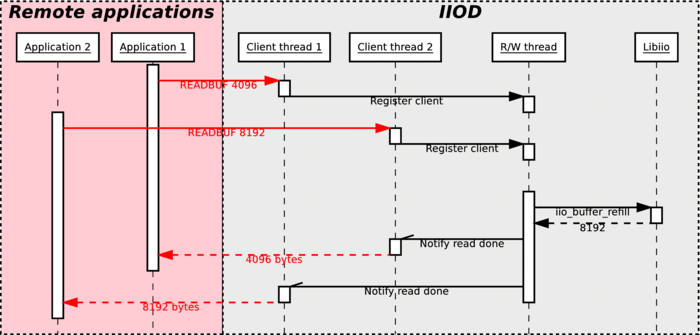 Remote applications
IIOD
Application 2
Application 1
Client thread 1
Client thread 2
R/W thread
Libiio
READBUF 4096
Register client
READBUF 8192
Register client
iio_buffer_refill
8192
Notify read done
4096 bytes
Notify read done
8192 bytes